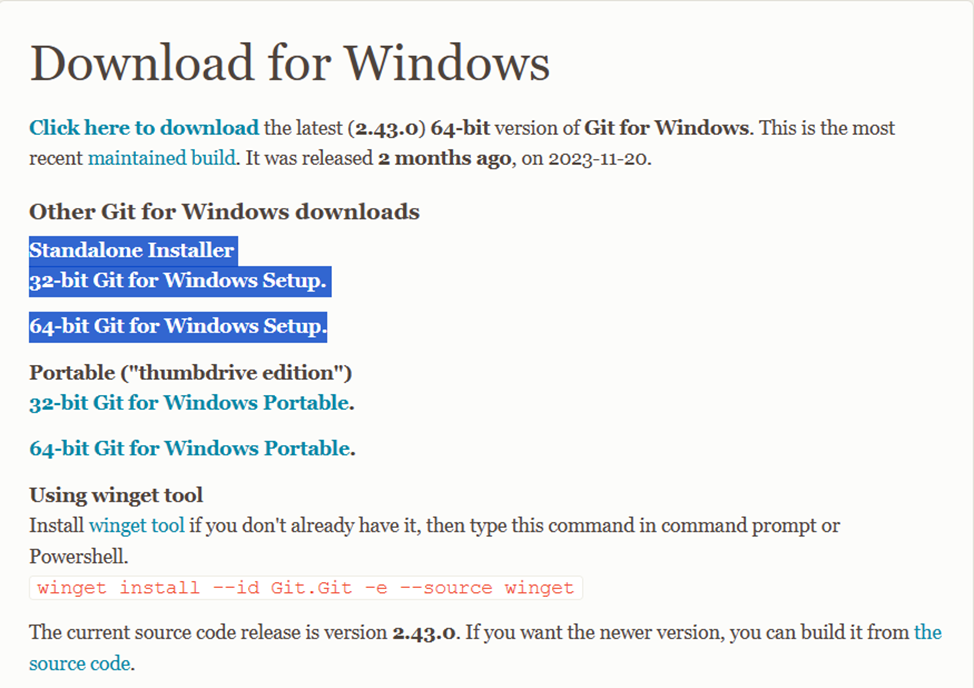 Download for Windows
Click here to download the latest (2.43.0) 64-bit version of Git for Windows. This is the most
recent maintained build. It was released 2 months ago, on 2023-11-20.
Other Git for Windows downloads
Standalone Installer
32-bit Git for Windows Setup.
64-bit Git for Windows Setup.
Portable ("thumbdrive edition")
32-bit Git for Windows Portable.
64-bit Git for Windows Portable.
Using winget tool
Install winget tool if you don't already have it, then type this command in command prompt or
Powershell.
winget install --id Git.Git -e --source winget
The current source code release is version 2.43.0. If you want the newer version, you can build it from the
source code.